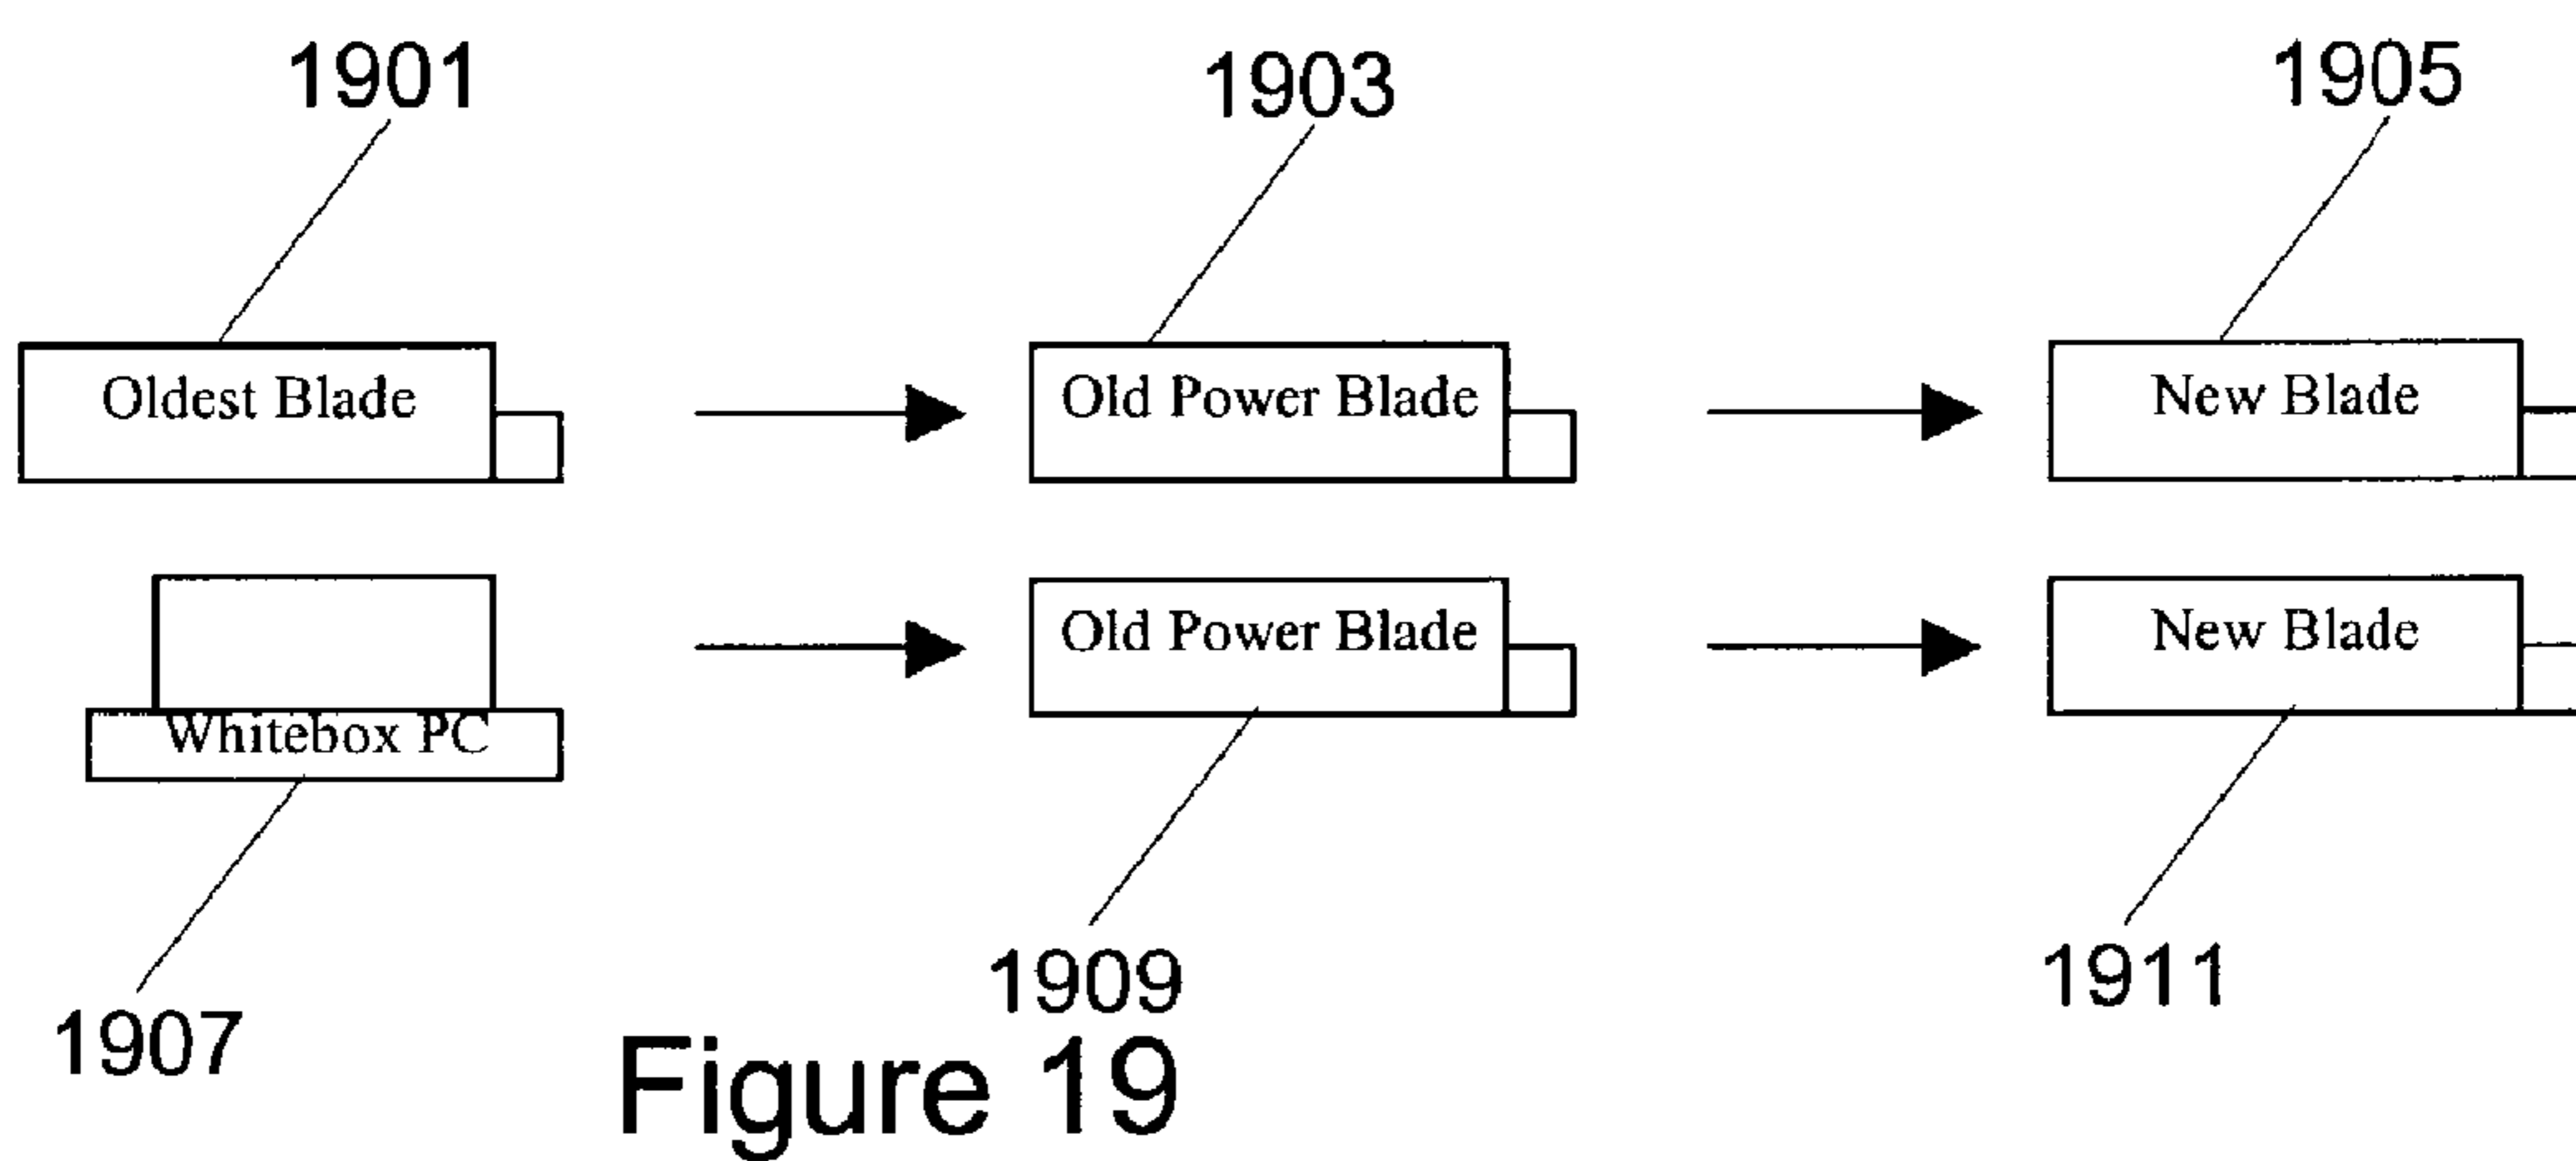 1901 1903 1905
Oldest Blade Old Power Blade New Blade
Whitebox PC Old Power Blade New Blade
1907 1909 1911
Figure 19